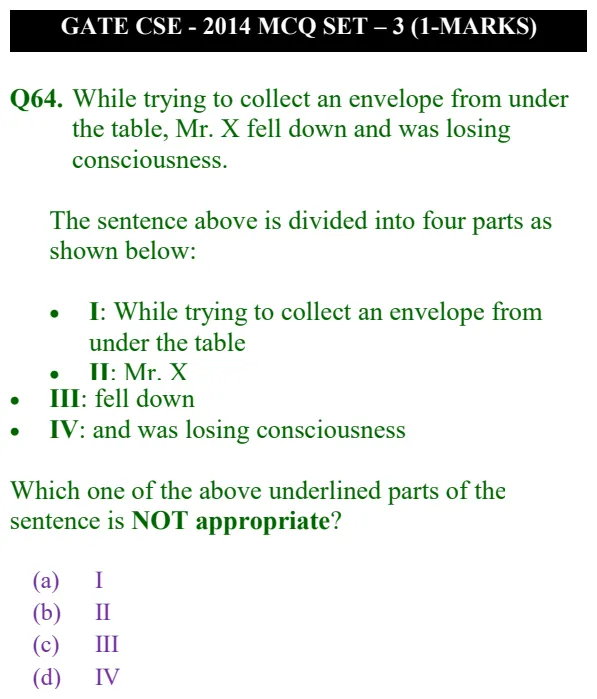 GATE CSE - 2014 MCQ SET – 3 (1-MARKS)
Q64. While trying to collect an envelope from under
the table, Mr. X fell down and was losing
consciousness.
The sentence above is divided into four parts as
shown below:
• I: While trying to collect an envelope from
under the table
• II: Mr. X
• III: fell down
• IV: and was losing consciousness
Which one of the above underlined parts of the
sentence is NOT appropriate?
(a) I
(b) II
(c) III
(d) IV